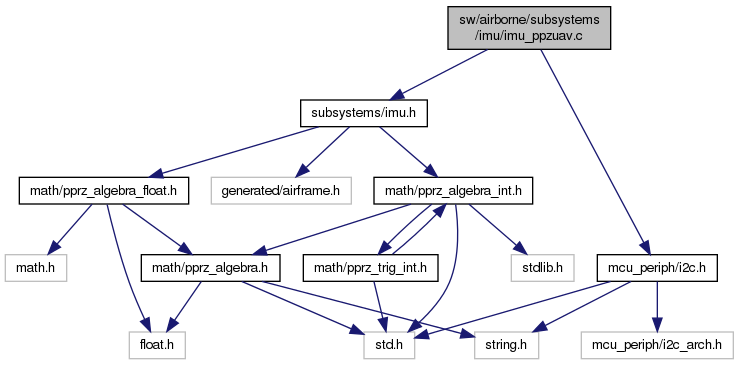 sw/airborne/subsystems
/imu/imu_ppzuav.c
subsystems/imu.h
math/pprz_algebra_float.h
generated/airframe.h
math/pprz_algebra_int.h
math.h
math/pprz_algebra.h
math/pprz_trig_int.h
stdlib.h
mcu_periph/i2c.h
float.h
std.h
string.h
mcu_periph/i2c_arch.h